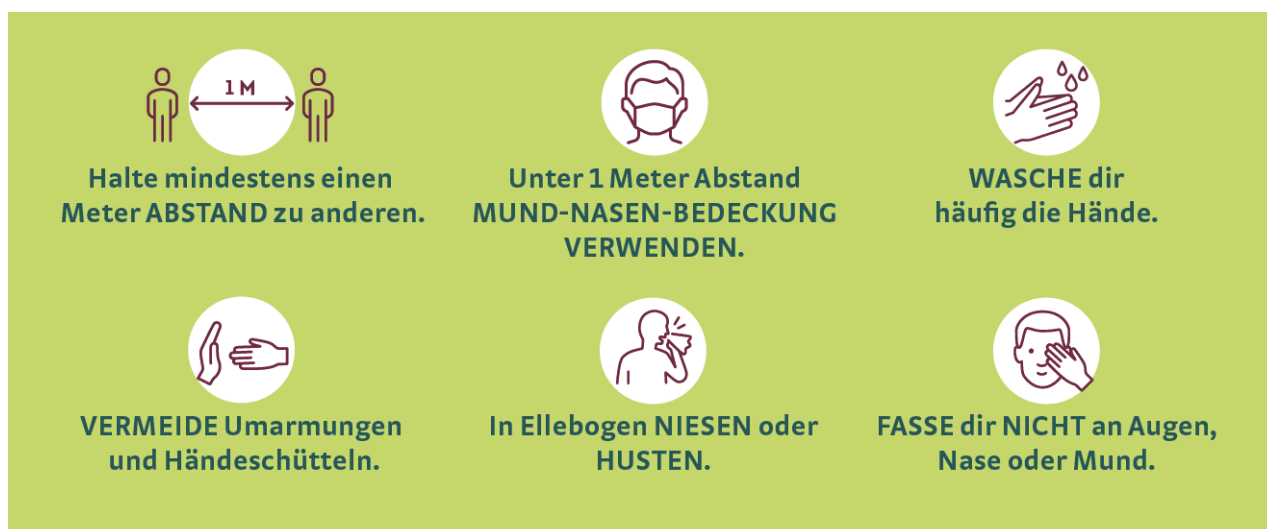 1 M
Halte mindestens einen
Meter ABSTAND zu anderen.
Unter 1 Meter Abstand
MUND-NASEN-BEDECKUNG
VERWENDEN.
WASCHE dir
häufig die Hände.
VERMEIDE Umarmungen
und Händeschütteln.
In Ellebogen NIESEN oder
HUSTEN.
FASSE dir NICHT an Augen,
Nase oder Mund.